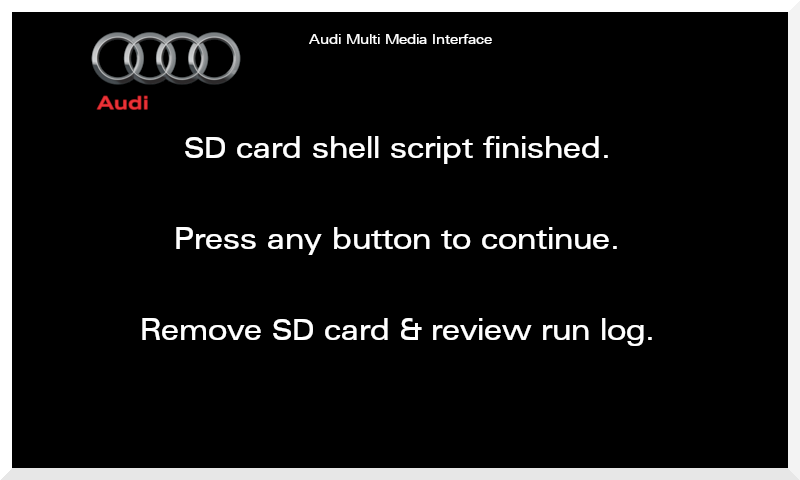 Audi Multi Media Interface
Audi
SD card shell script finished.
Press any button to continue.
Remove SD card & review run log.